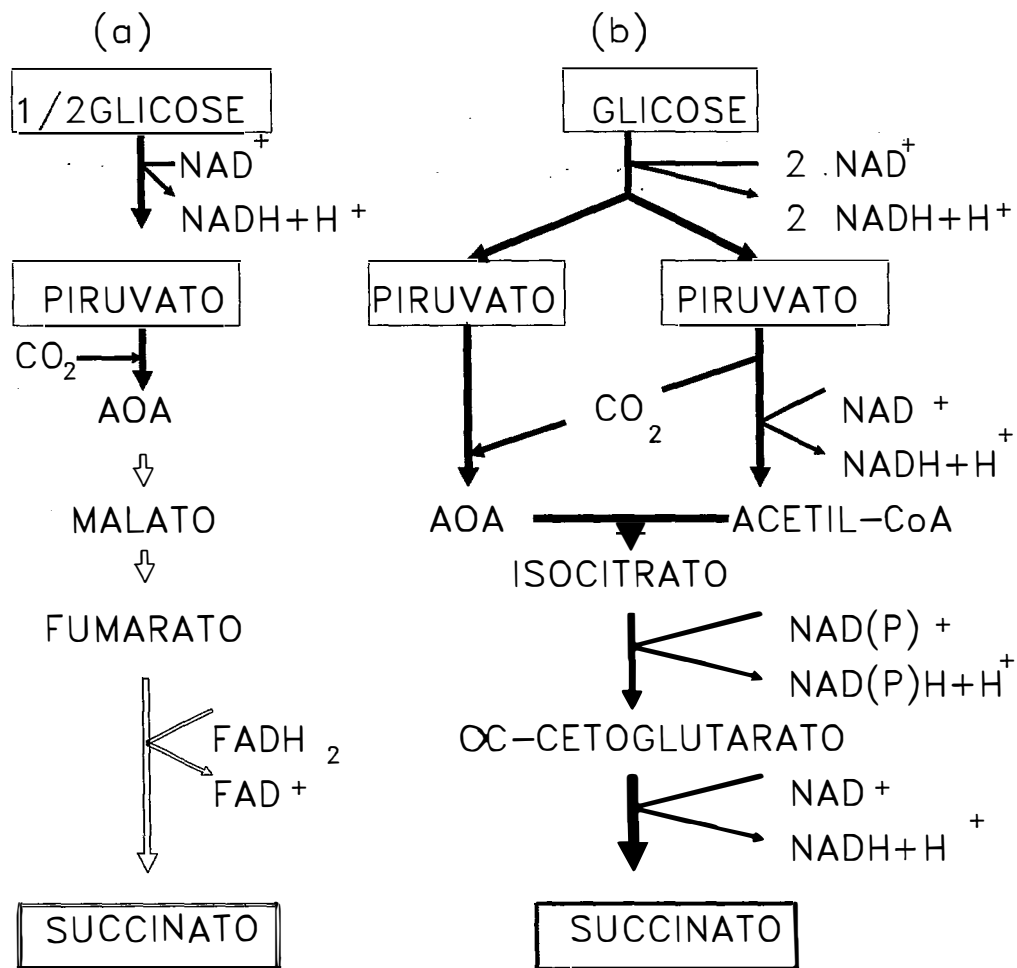 (a)
1/2GLICOSE
NAD+
NADH+H+
PIRUVATO
CO2
AOA
MALATO
FUMARATO
FADH2
FAD+
SUCCINATO
(b)
GLICOSE
2 NAD+
2 NADH+H+
PIRUVATO
PIRUVATO
CO2
NAD+
NADH+H+
AOA
ACETIL-CoA
ISOCITRATO
NAD(P)+
NAD(P)H+H+
α-CETOGLUTARATO
NAD+
NADH+H+
SUCCINATO